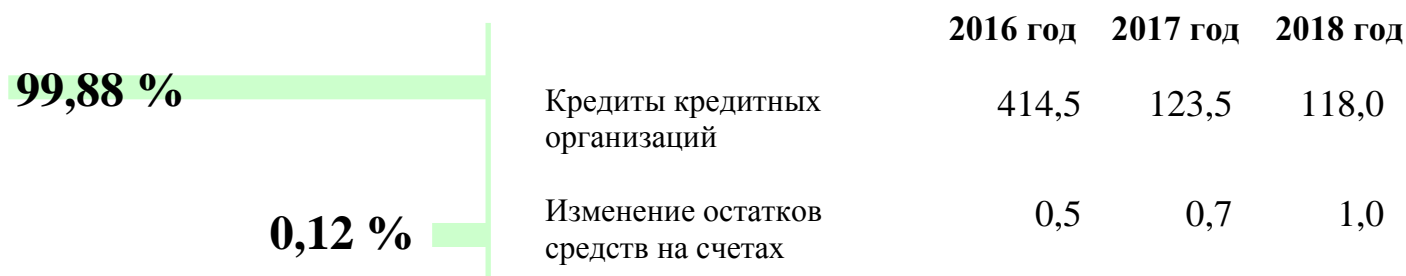 2016 год 2017 год 2018 год
99,88 %
Кредиты кредитных 414,5 123,5 118,0
организаций
0,12 %
Изменение остатков 0,5 0,7 1,0
средств на счетах